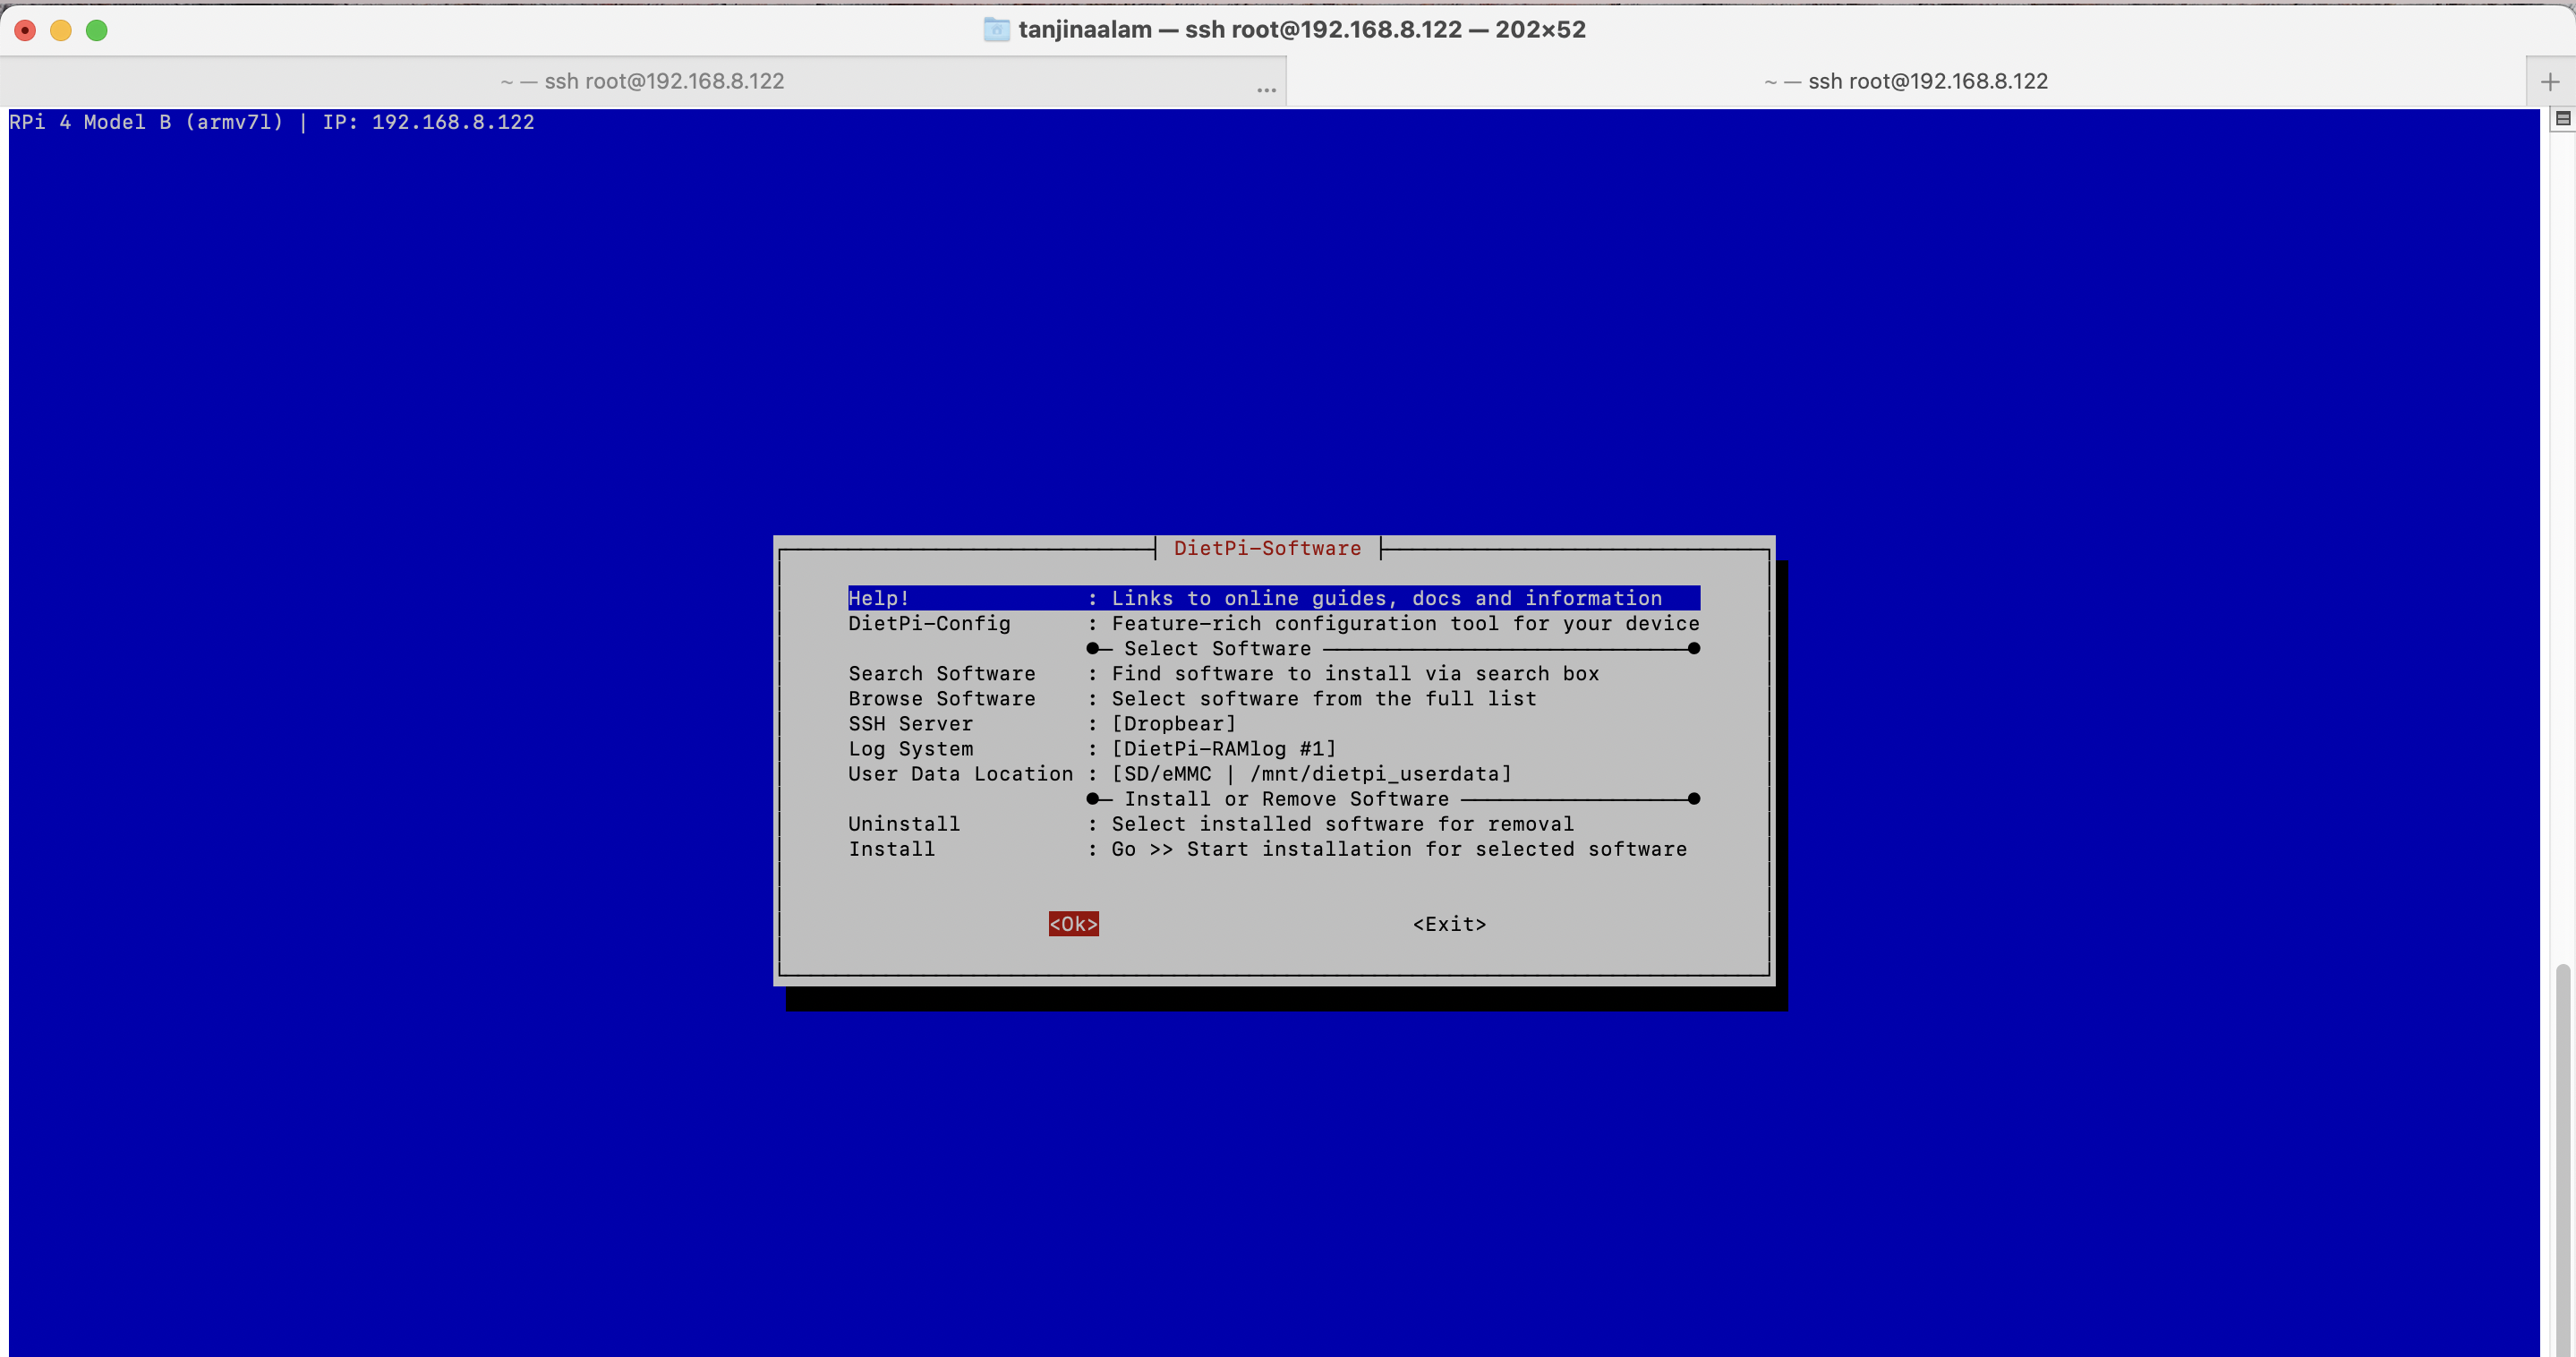 tanjinaalam — ssh root@192.168.8.122 — 202×52
~ — ssh root@192.168.8.122 ...
~ — ssh root@192.168.8.122 +
RPi 4 Model B (armv7l) | IP: 192.168.8.122
DietPi-Software
Help! : Links to online guides, docs and information
DietPi-Config : Feature-rich configuration tool for your device
●─ Select Software ─●
Search Software : Find software to install via search box
Browse Software : Select software from the full list
SSH Server : [Dropbear]
Log System : [DietPi-RAMlog #1]
User Data Location : [SD/eMMC | /mnt/dietpi_userdata]
●─ Install or Remove Software ─●
Uninstall : Select installed software for removal
Install : Go >> Start installation for selected software
<Ok> <Exit>